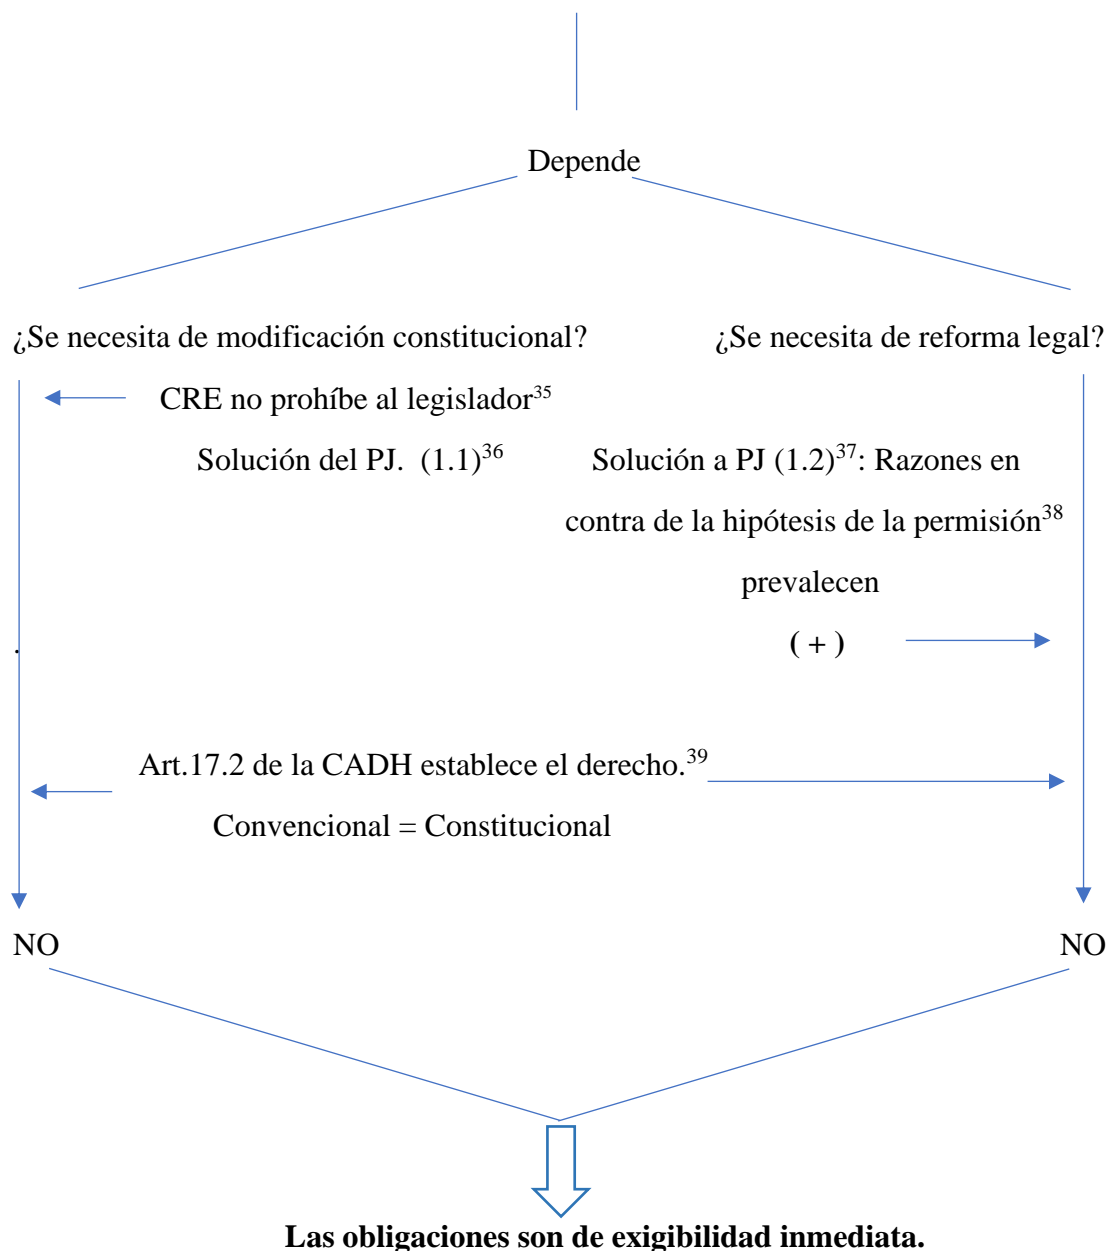 Depende
¿Se necesita de modificación constitucional?
¿Se necesita de reforma legal?
CRE no prohíbe al legislador³⁵
Solución del PJ. (1.1)³⁶
Solución a PJ (1.2)³⁷: Razones en
contra de la hipótesis de la permisión³⁸
prevalecen
( + )
.
Art.17.2 de la CADH establece el derecho.³⁹
Convencional = Constitucional
NO
NO
Las obligaciones son de exigibilidad inmediata.